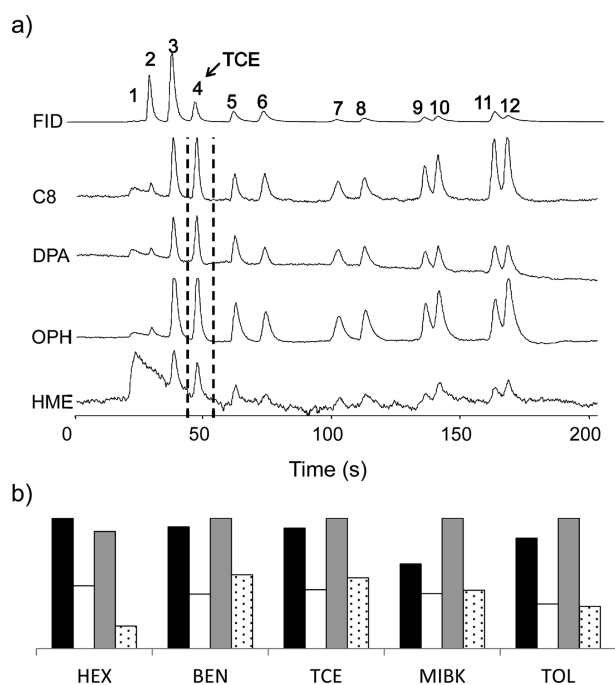 a)
1 2 3 4 TCE 5 6 7 8 9 10 11 12
FID
C8
DPA
OPH
HME
0 50 100 150 200
Time (s)
b)
HEX BEN TCE MIBK TOL